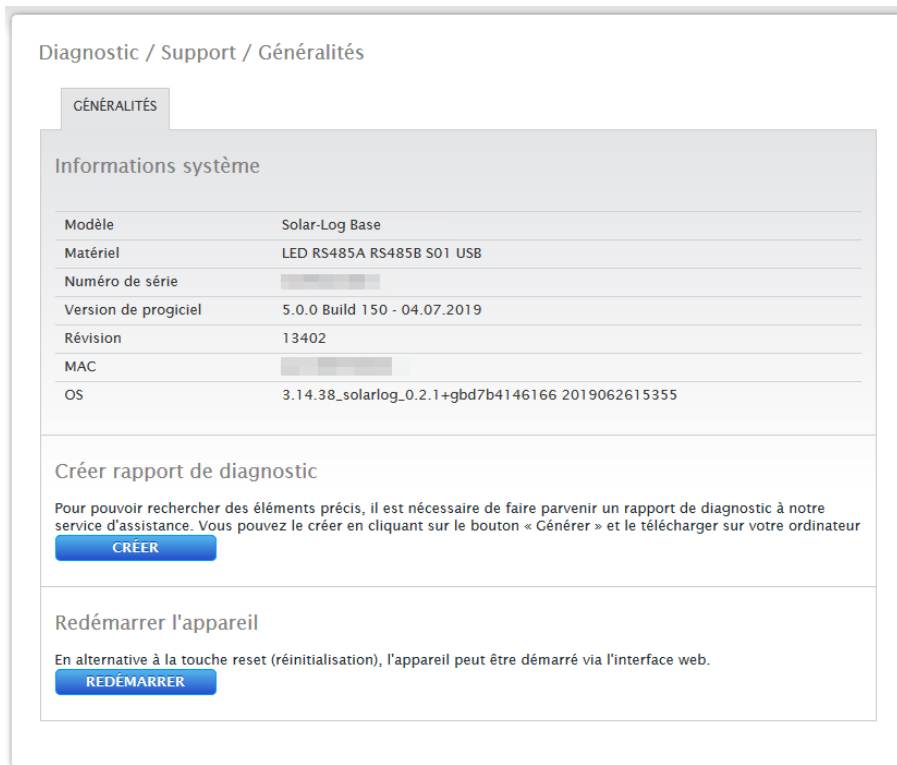 Diagnostic / Support / Généralités
GÉNÉRALITÉS
Informations système
Modèle Solar-Log Base
Matériel LED RS485A RS485B S01 USB
Numéro de série
Version de progiciel 5.0.0 Build 150 - 04.07.2019
Révision 13402
MAC
OS 3.14.38_solarlog_0.2.1+gbd7b4146166 2019062615355
Créer rapport de diagnostic
Pour pouvoir rechercher des éléments précis, il est nécessaire de faire parvenir un rapport de diagnostic à notre
service d'assistance. Vous pouvez le créer en cliquant sur le bouton « Générer » et le télécharger sur votre ordinateur
CRÉER
Redémarrer l'appareil
En alternative à la touche reset (réinitialisation), l'appareil peut être démarré via l'interface web.
REDÉMARRER